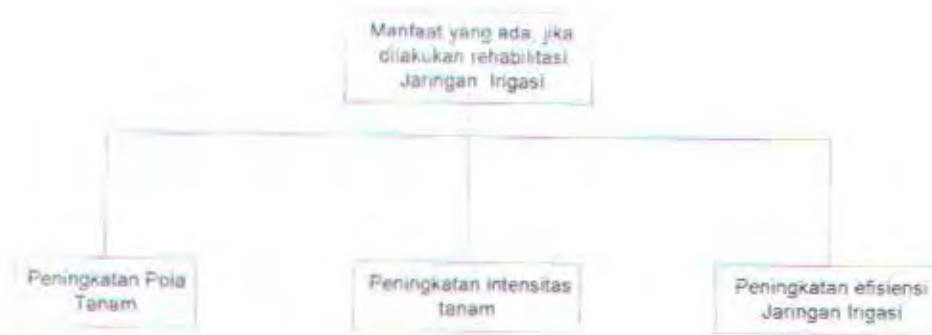 Manfaat yang ada, jika
dilakukan rehabilitasi
Jaringan Irigasi
Peningkatan Pola
Tanam
Peningkatan intensitas
tanam
Peningkatan efisiensi
Jaringan Irigasi